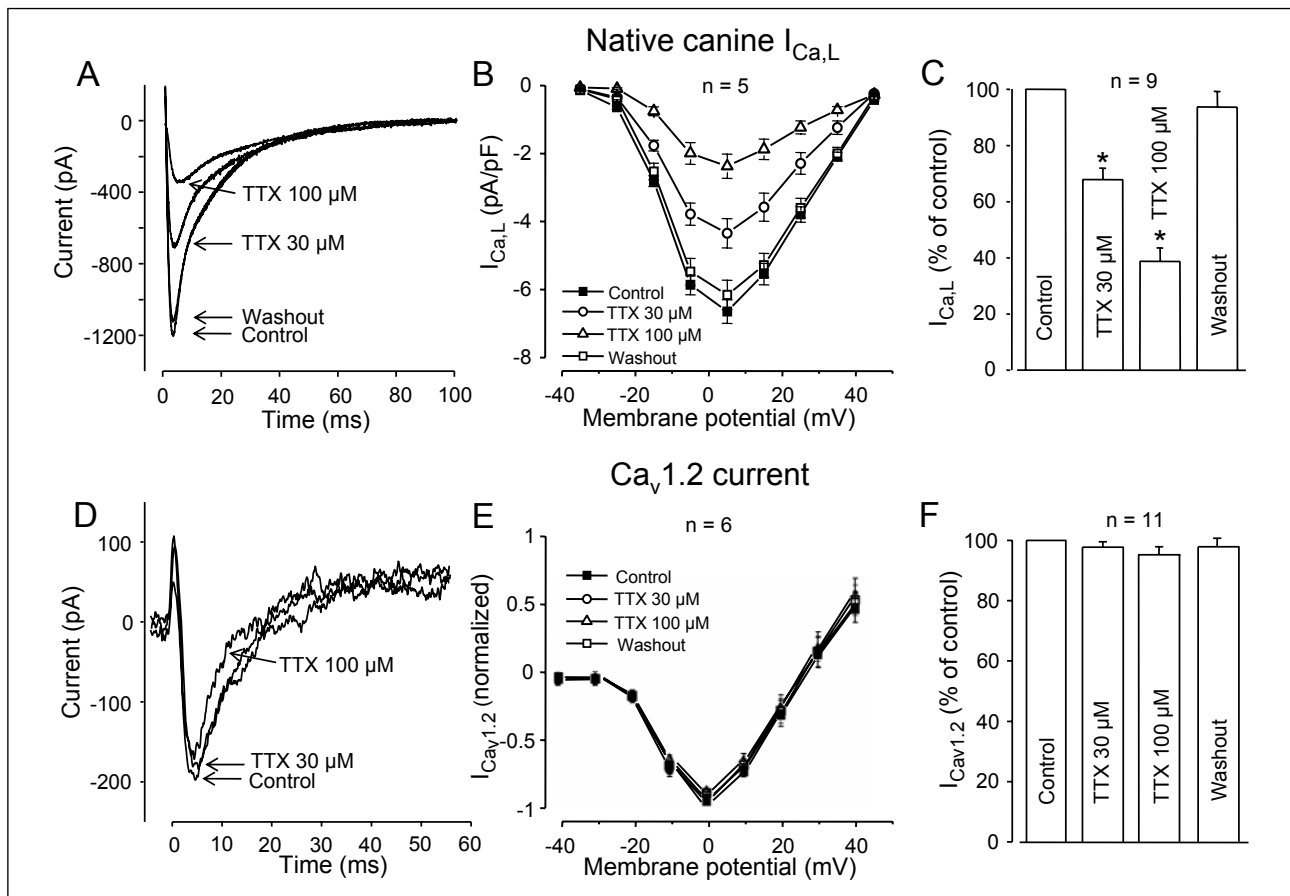 Native canine I_Ca,L
A
0
-400
-800
-1200
Current (pA)
TTX 100 µM
TTX 30 µM
Washout
Control
0 20 40 60 80 100
Time (ms)
B
n = 5
0
-2
-4
-6
-8
I_Ca,L (pA/pF)
Control
TTX 30 µM
TTX 100 µM
Washout
-40 -20 0 20 40
Membrane potential (mV)
C
n = 9
100
80
60
40
20
0
I_Ca,L (% of control)
Control
TTX 30 µM
*
TTX 100 µM
*
Washout
Ca_v1.2 current
D
100
0
-100
-200
Current (pA)
TTX 100 µM
TTX 30 µM
Control
0 10 20 30 40 50 60
Time (ms)
E
n = 6
1
0.5
0
-0.5
-1
I_Cav1.2 (normalized)
Control
TTX 30 µM
TTX 100 µM
Washout
-40 -20 0 20 40
Membrane potential (mV)
F
n = 11
100
80
60
40
20
0
I_Cav1.2 (% of control)
Control
TTX 30 µM
TTX 100 µM
Washout